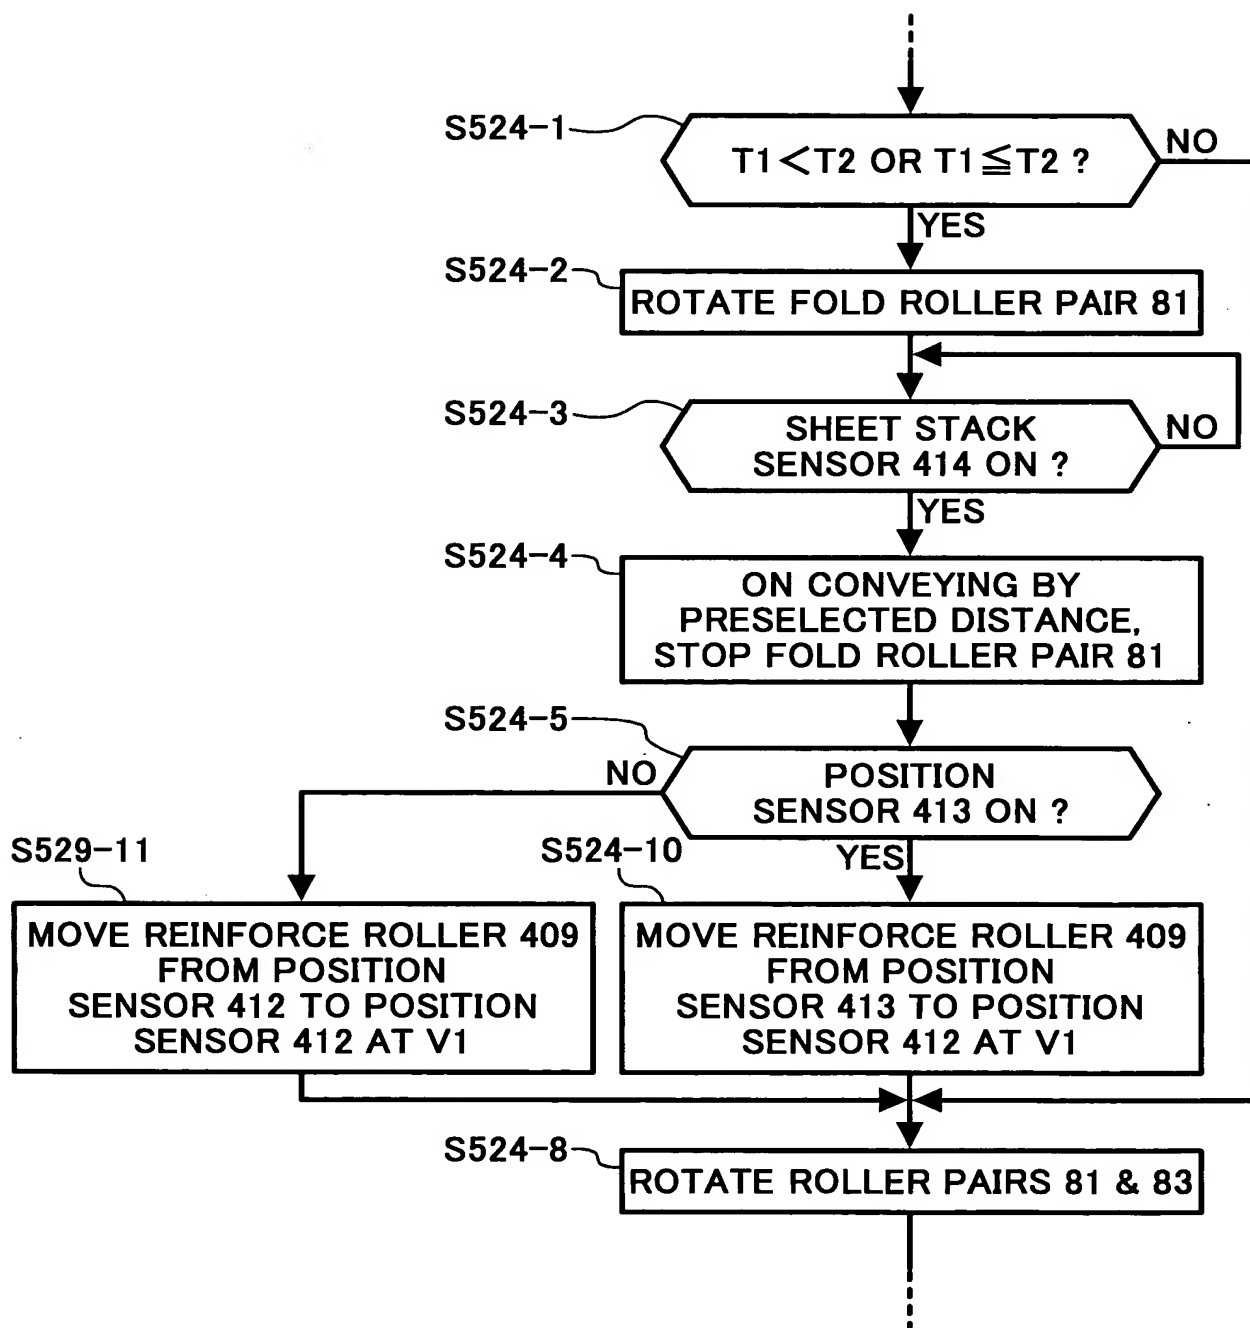 S524-1
T1<T2 OR T1≦T2 ?
NO
YES
S524-2
ROTATE FOLD ROLLER PAIR 81
S524-3
SHEET STACK
SENSOR 414 ON ?
NO
YES
S524-4
ON CONVEYING BY
PRESELECTED DISTANCE,
STOP FOLD ROLLER PAIR 81
S524-5
POSITION
SENSOR 413 ON ?
NO
YES
S529-11
MOVE REINFORCE ROLLER 409
FROM POSITION
SENSOR 412 TO POSITION
SENSOR 412 AT V1
S524-10
MOVE REINFORCE ROLLER 409
FROM POSITION
SENSOR 413 TO POSITION
SENSOR 412 AT V1
S524-8
ROTATE ROLLER PAIRS 81 & 83